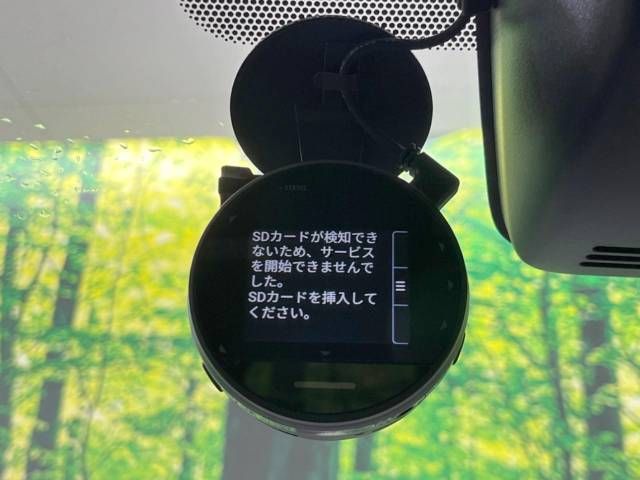 SDカードが検知でき
ないため、サービス
を開始できませんで
した。
SDカードを挿入して
ください。